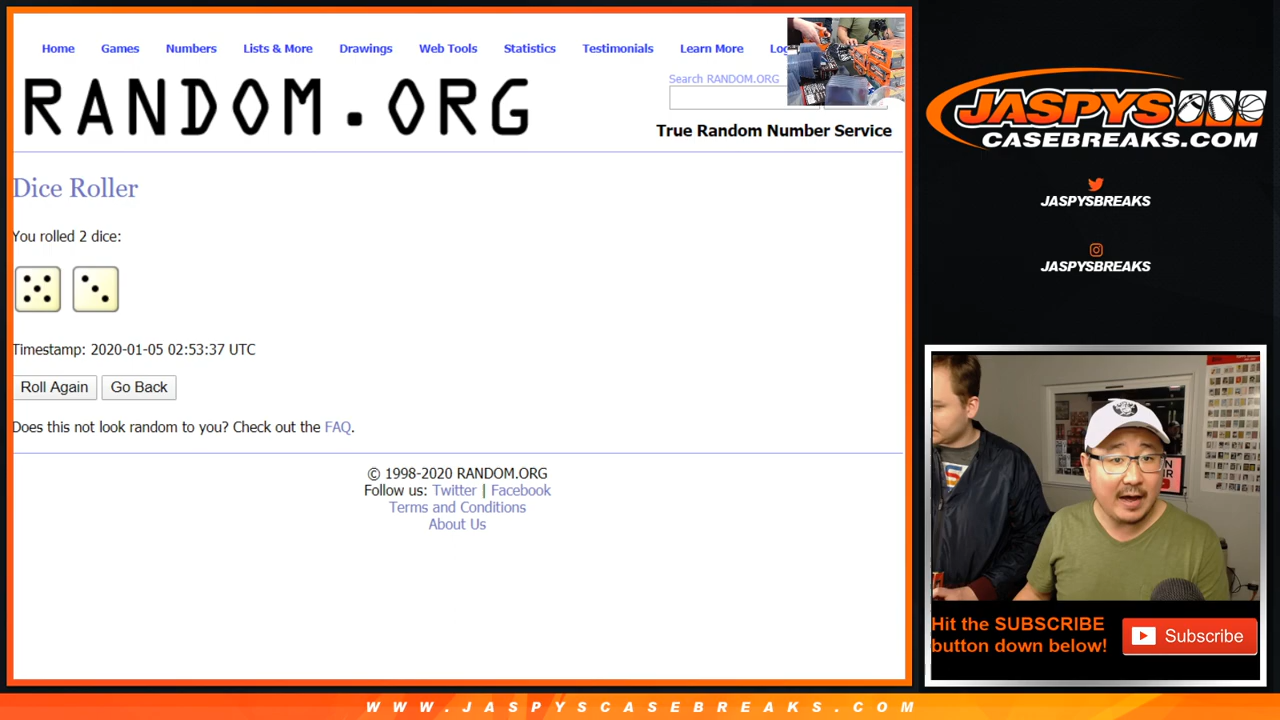 Home Games Numbers Lists & More Drawings Web Tools Statistics Testimonials Learn More
RANDOM.ORG
Search RANDOM.ORG
True Random Number Service
Dice Roller
You rolled 2 dice:
Timestamp: 2020-01-05 02:53:37 UTC
Roll Again Go Back
Does this not look random to you? Check out the FAQ.
© 1998-2020 RANDOM.ORG
Follow us: Twitter | Facebook
Terms and Conditions
About Us
JASPYS
CASEBREAKS.COM
JASPYSBREAKS
JASPYSBREAKS
Hit the SUBSCRIBE
button down below!
Subscribe
WWW.JASPYSCASEBREAKS.COM